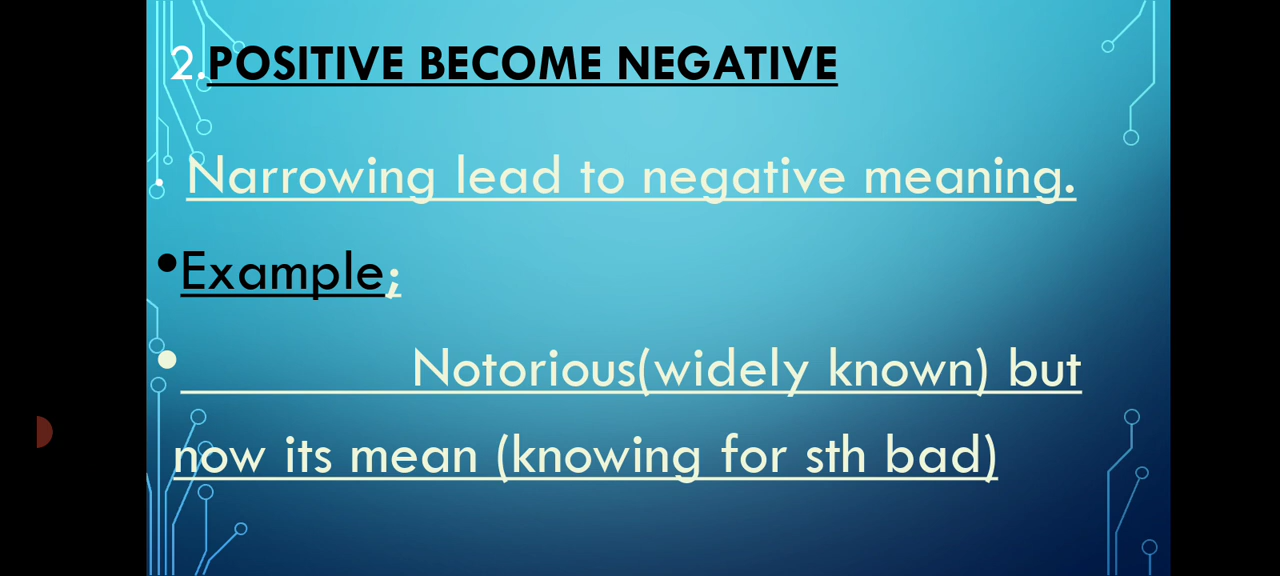 2.POSITIVE BECOME NEGATIVE
• Narrowing lead to negative meaning.
•Example;
• Notorious(widely known) but
now its mean (knowing for sth bad)